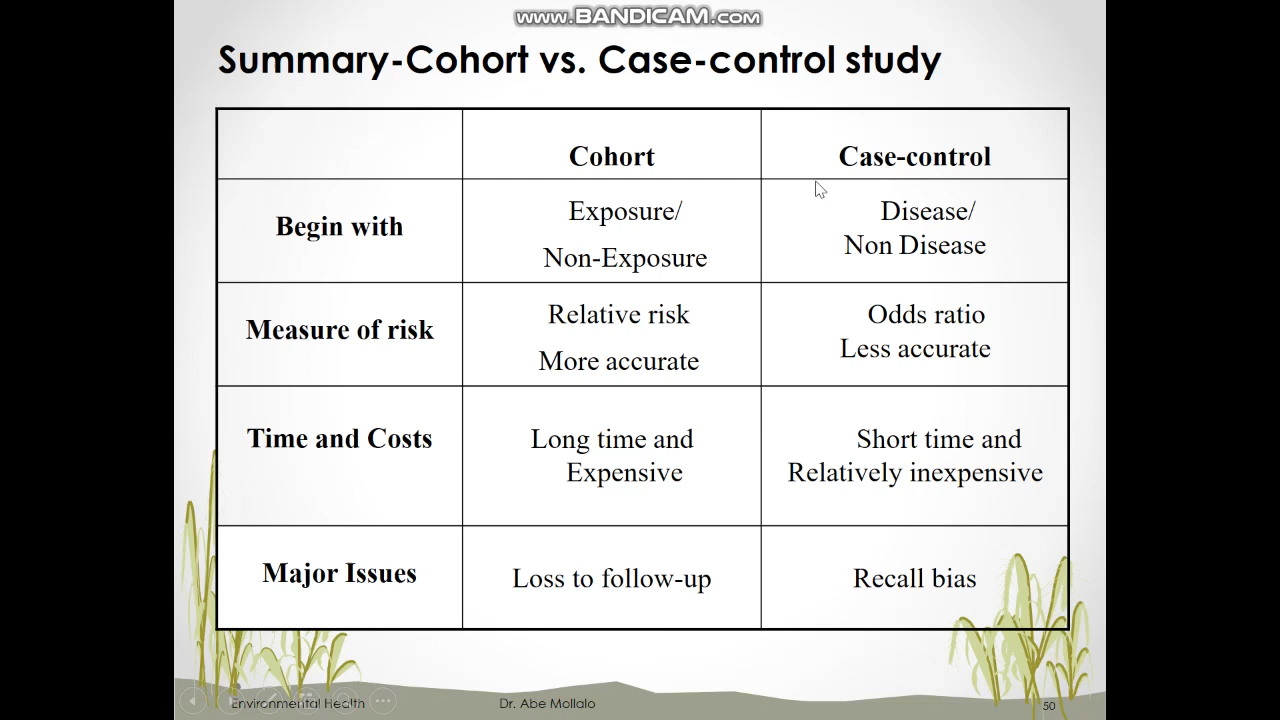 www.BANDICAM.com
Summary-Cohort vs. Case-control study
Cohort
Case-control
Begin with
Exposure/
Non-Exposure
Disease/
Non Disease
Measure of risk
Relative risk
More accurate
Odds ratio
Less accurate
Time and Costs
Long time and
Expensive
Short time and
Relatively inexpensive
Major Issues
Loss to follow-up
Recall bias
Environmental Health
Dr. Abe Mollalo
50